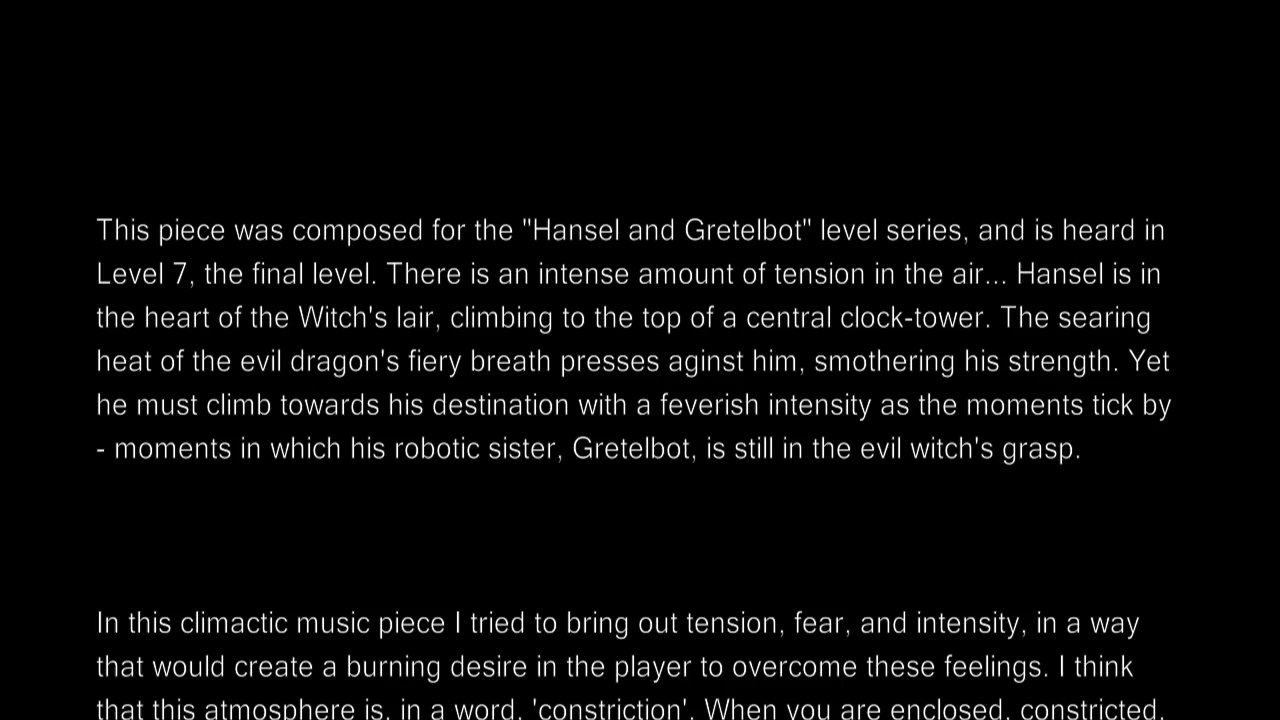 This piece was composed for the "Hansel and Gretelbot" level series, and is heard in
Level 7, the final level. There is an intense amount of tension in the air... Hansel is in
the heart of the Witch's lair, climbing to the top of a central clock-tower. The searing
heat of the evil dragon's fiery breath presses aginst him, smothering his strength. Yet
he must climb towards his destination with a feverish intensity as the moments tick by
- moments in which his robotic sister, Gretelbot, is still in the evil witch's grasp.
In this climactic music piece I tried to bring out tension, fear, and intensity, in a way
that would create a burning desire in the player to overcome these feelings. I think
that this atmosphere is, in a word, 'constriction'. When you are enclosed, constricted,